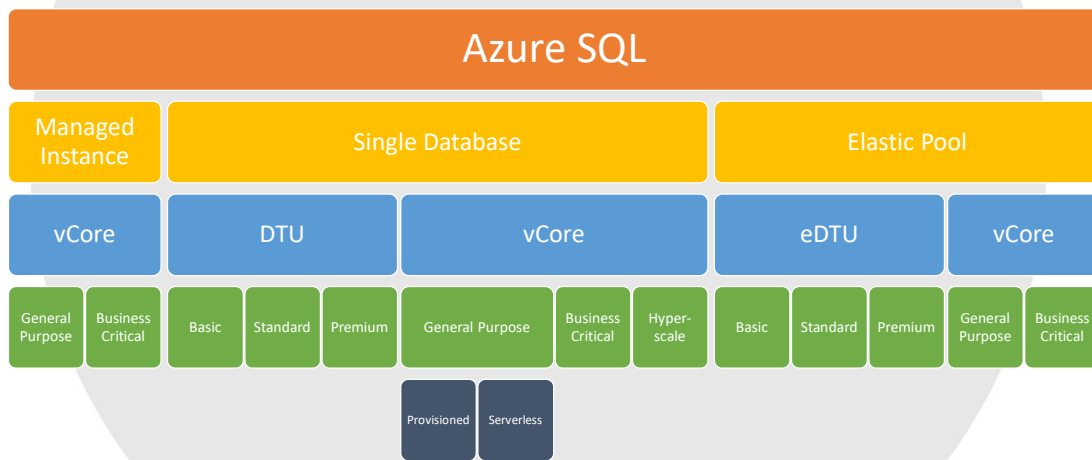 Azure SQL
Managed
Instance
Single Database
Elastic Pool
vCore
DTU
vCore
eDTU
vCore
General
Purpose
Business
Critical
Basic
Standard
Premium
General Purpose
Business
Critical
Hyper-
scale
Basic
Standard
Premium
General
Purpose
Business
Critical
Provisioned
Serverless